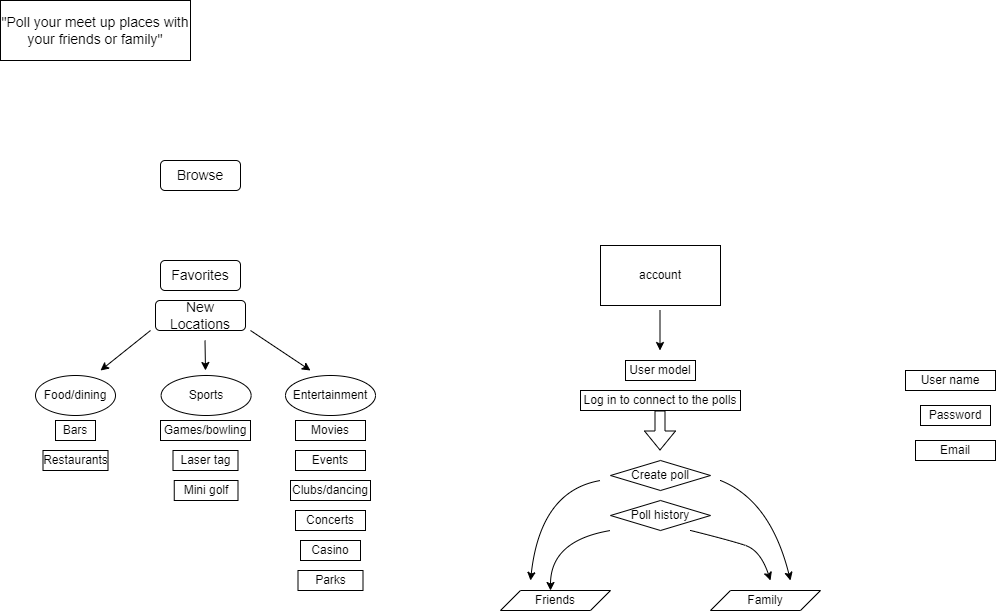 "Poll your meet up places with
your friends or family"
Browse
Favorites
New
Locations
Food/dining
Sports
Entertainment
Bars
Games/bowling
Movies
Restaurants
Laser tag
Events
Mini golf
Clubs/dancing
Concerts
Casino
Parks
account
User model
Log in to connect to the polls
Create poll
Poll history
Friends
Family
User name
Password
Email